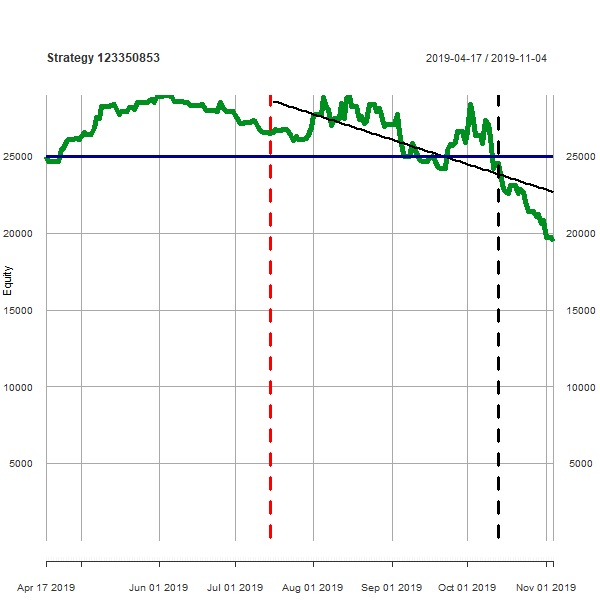 Strategy 123350853
2019-04-17 / 2019-11-04
25000
25000
20000
20000
Equity
15000
15000
10000
10000
5000
5000
Apr 17 2019
Jun 01 2019
Jul 01 2019
Aug 01 2019
Sep 01 2019
Oct 01 2019
Nov 01 2019